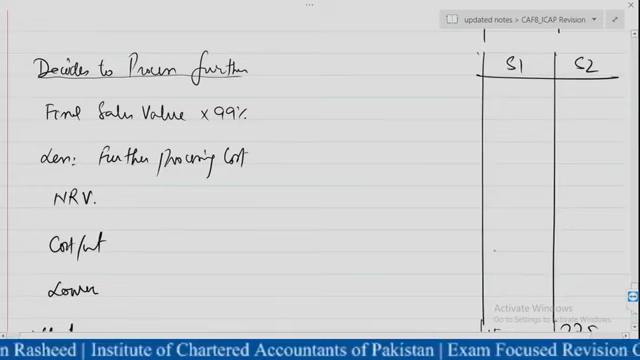 updated notes > CAF8_ICAP Revision
Decides to Process further
S1 S2
Final Sales Value × 99%
Less: Further processing Cost
NRV.
Cost/unit
Lower
225
Activate Windows
Go to Settings to activate Windows.
n Rasheed | Institute of Chartered Accountants of Pakistan | Exam Focused Revision